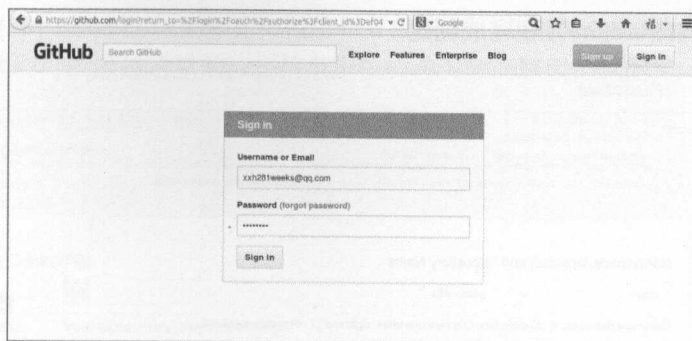 https://github.com/login?return_to=%2Flogin%2Foauth%2Fauthorize%3Fclient_id%3Def04
Google
GitHub
Search GitHub
Explore Features Enterprise Blog
Sign up
Sign in
Sign in
Username or Email
xxh281weeks@qq.com
Password (forgot password)
********
Sign in